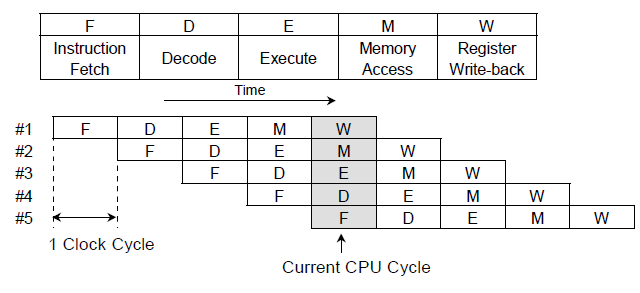 F D E M W
Instruction Fetch Decode Execute Memory Access Register Write-back
Time
#1 F D E M W
#2 F D E M W
#3 F D E M W
#4 F D E M W
#5 F D E M W
1 Clock Cycle
Current CPU Cycle